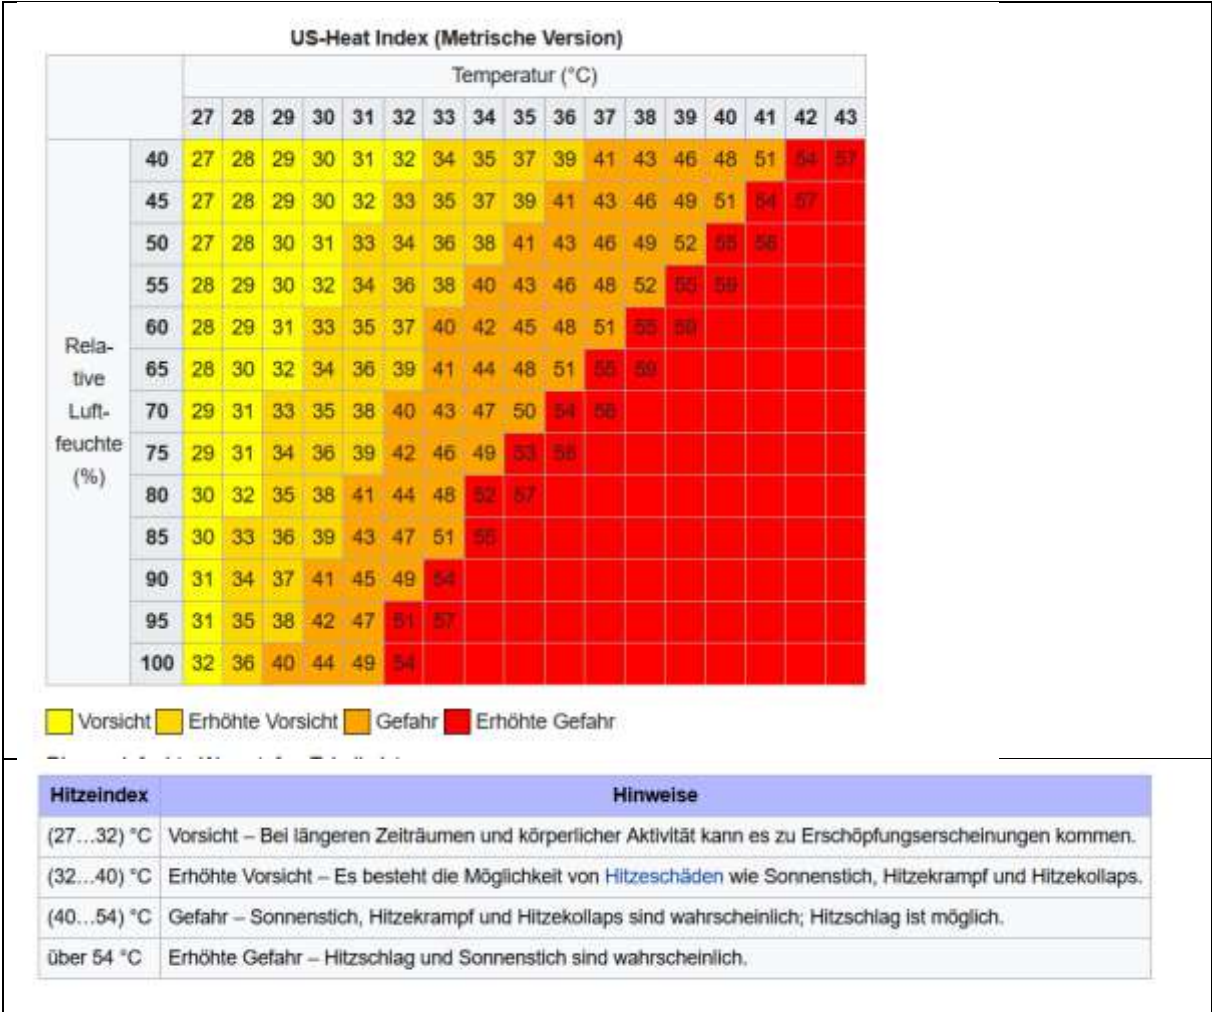 US-Heat Index (Metrische Version)
Temperatur (°C)
27 28 29 30 31 32 33 34 35 36 37 38 39 40 41 42 43
Rela-
tive
Luft-
feuchte
(%)
40 27 28 29 30 31 32 34 35 37 39 41 43 46 48 51 54 57
45 27 28 29 30 32 33 35 37 39 41 43 46 49 51 54 57
50 27 28 30 31 33 34 36 38 41 43 46 49 52 55
55 28 29 30 32 34 36 38 40 43 46 48 52 55 59
60 28 29 31 33 35 37 40 42 45 48 51 55 59
65 28 30 32 34 36 39 41 44 48 51 55 59
70 29 31 33 35 38 40 43 47 50 54
75 29 31 34 36 39 42 46 49 53
80 30 32 35 38 41 44 48 52 57
85 30 33 36 39 43 47 51 55
90 31 34 37 41 45 49 54
95 31 35 38 42 47 51 57
100 32 36 40 44 49 54
Vorsicht Erhöhte Vorsicht Gefahr Erhöhte Gefahr
Hitzeindex Hinweise
(27…32) °C Vorsicht – Bei längeren Zeiträumen und körperlicher Aktivität kann es zu Erschöpfungserscheinungen kommen.
(32…40) °C Erhöhte Vorsicht – Es besteht die Möglichkeit von Hitzeschäden wie Sonnenstich, Hitzekrampf und Hitzekollaps.
(40…54) °C Gefahr – Sonnenstich, Hitzekrampf und Hitzekollaps sind wahrscheinlich; Hitzschlag ist möglich.
über 54 °C Erhöhte Gefahr – Hitzschlag und Sonnenstich sind wahrscheinlich.